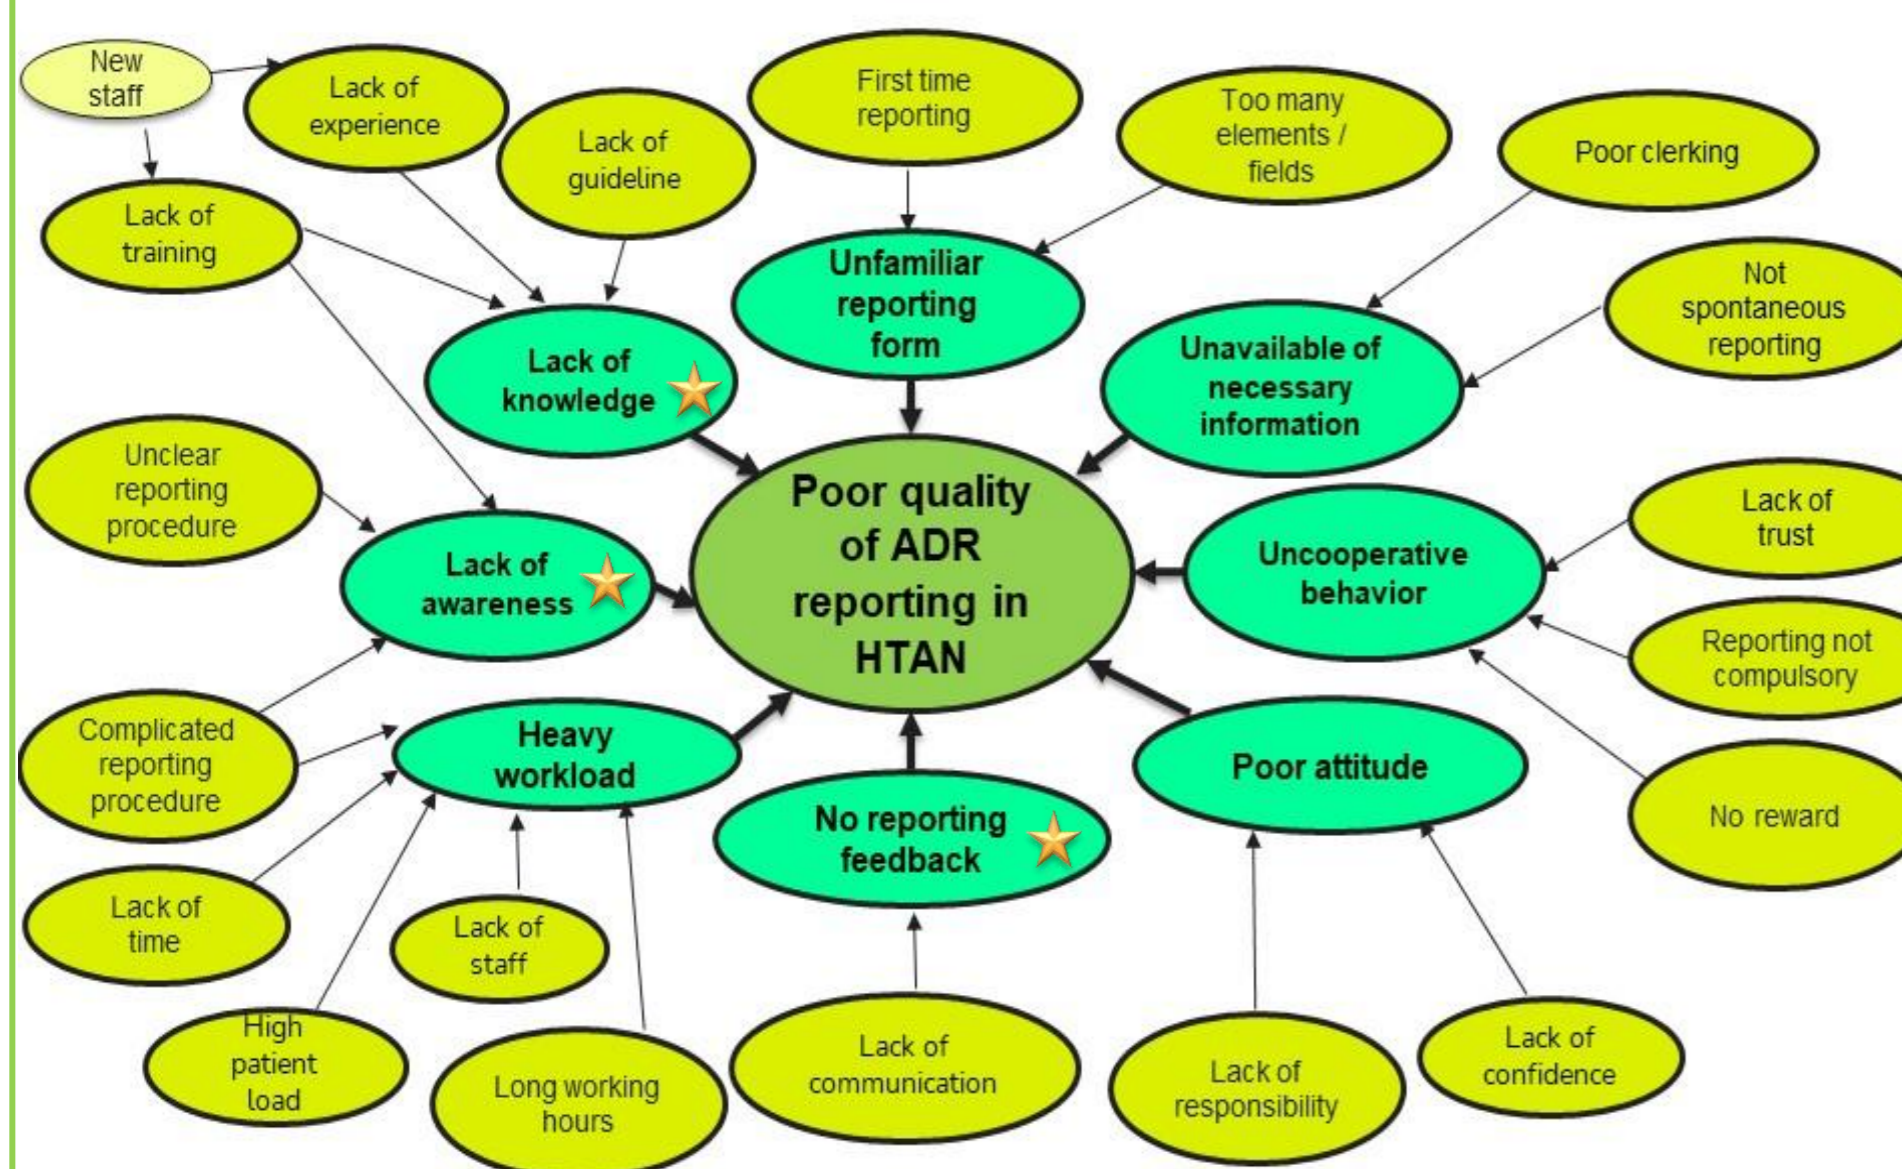 New
staff
Lack of
experience
Lack of
guideline
First time
reporting
Too many
elements /
fields
Poor clerking
Lack of
training
Not
spontaneous
reporting
Unfamiliar
reporting
form
Lack of
knowledge
Unavailable of
necessary
information
Unclear
reporting
procedure
Poor quality
of ADR
reporting in
HTAN
Lack of
trust
Lack of
awareness
Uncooperative
behavior
Reporting not
compulsory
Complicated
reporting
procedure
Heavy
workload
Poor attitude
No reward
No reporting
feedback
Lack of
time
Lack of
staff
High
patient
load
Long working
hours
Lack of
communication
Lack of
responsibility
Lack of
confidence